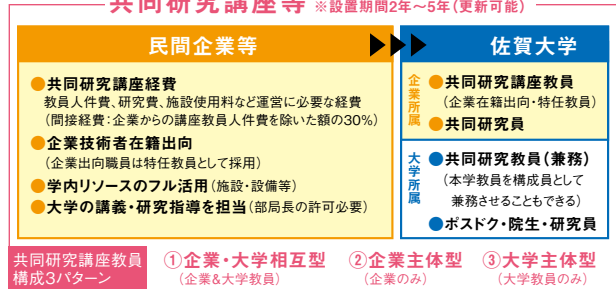 共同研究講座等 ※設置期間2年～5年(更新可能)
民間企業等
●共同研究講座経費
教員人件費、研究費、施設使用料など運営に必要な経費
(間接経費：企業からの講座教員人件費を除いた額の30%)
●企業技術者在籍出向
(企業出向職員は特任教員として採用)
●学内リソースのフル活用(施設・設備等)
●大学の講義・研究指導を担当(部局長の許可必要)
佐賀大学
企業所属
●共同研究講座教員
(企業在籍出向・特任教員)
●共同研究員
大学所属
●共同研究教員(兼務)
(本学教員を構成員として
兼務させることもできる)
●ポスドク・院生・研究員
共同研究講座教員
構成3パターン
①企業・大学相互型
(企業&大学教員)
②企業主体型
(企業のみ)
③大学主体型
(大学教員のみ)